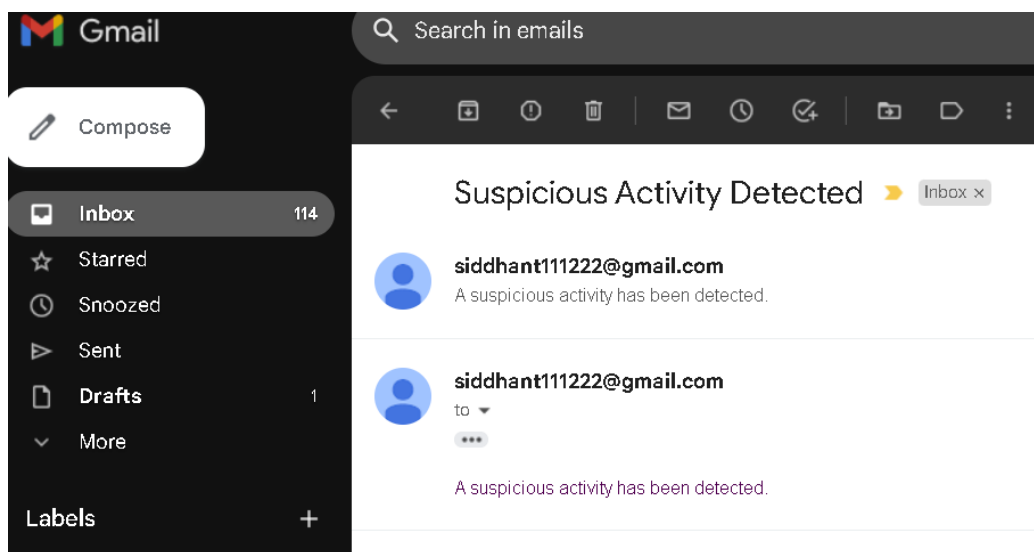 Gmail
Search in emails
Compose
Inbox 114
Starred
Snoozed
Sent
Drafts 1
More
Labels +
Suspicious Activity Detected Inbox ×
siddhant111222@gmail.com
A suspicious activity has been detected.
siddhant111222@gmail.com
to
A suspicious activity has been detected.